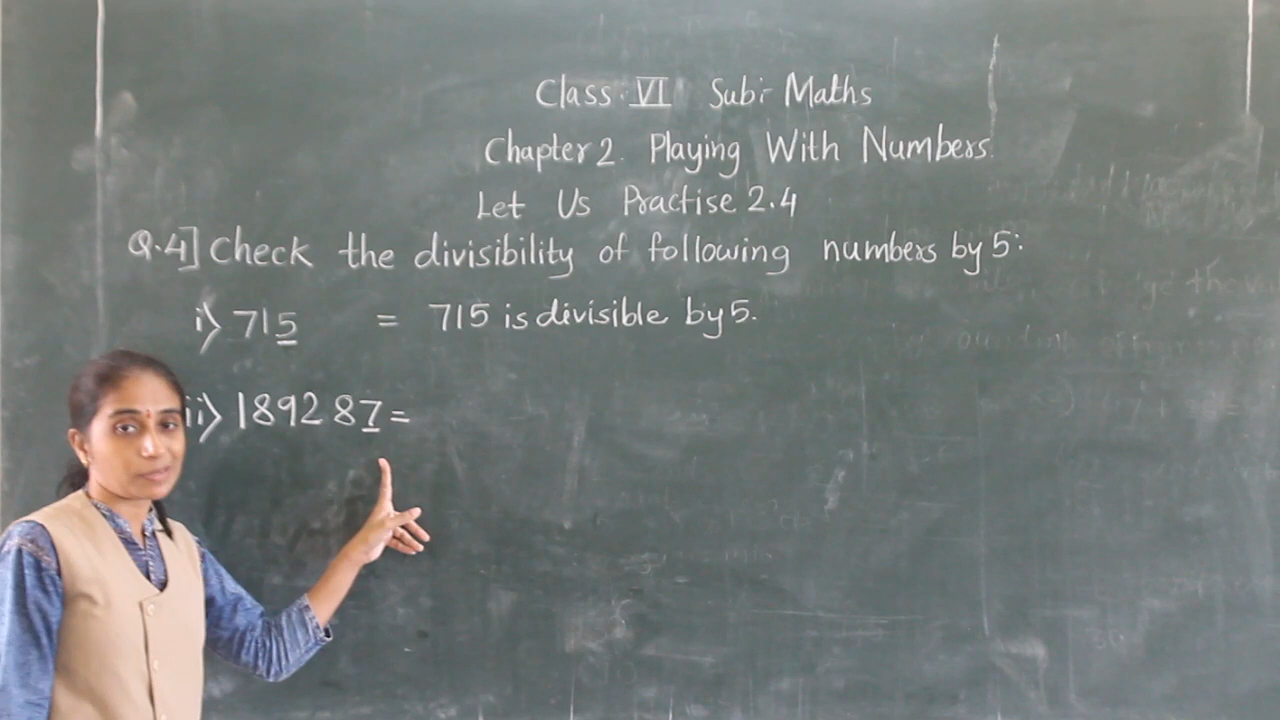 Class. VI Sub:- Maths
Chapter 2. Playing With Numbers.
Let Us Practise 2.4
Q.4] Check the divisibility of following numbers by 5:
i) 715 = 715 is divisible by 5.
ii) 189287 =